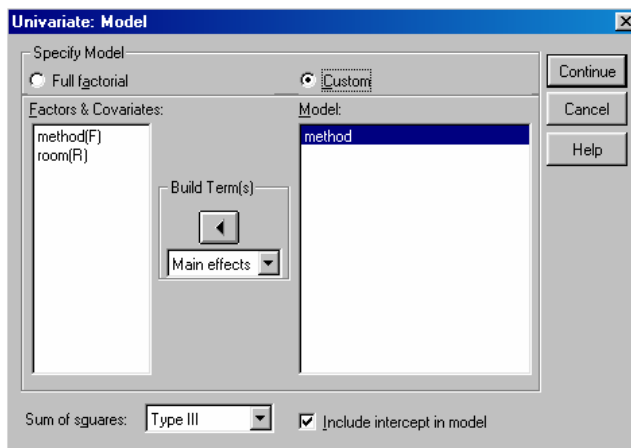 Univariate: Model
Specify Model
Full factorial
Custom
Continue
Cancel
Help
Factors & Covariates:
method(F)
room(R)
Build Term(s)
Main effects
Model:
method
Sum of squares:
Type III
Include intercept in model